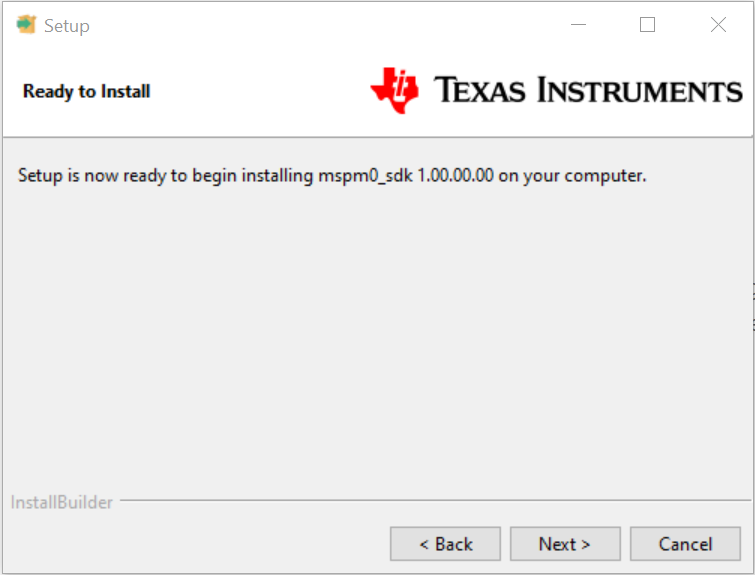 Setup
Ready to Install
TEXAS INSTRUMENTS
Setup is now ready to begin installing mspm0_sdk 1.00.00.00 on your computer.
InstallBuilder
< Back
Next >
Cancel